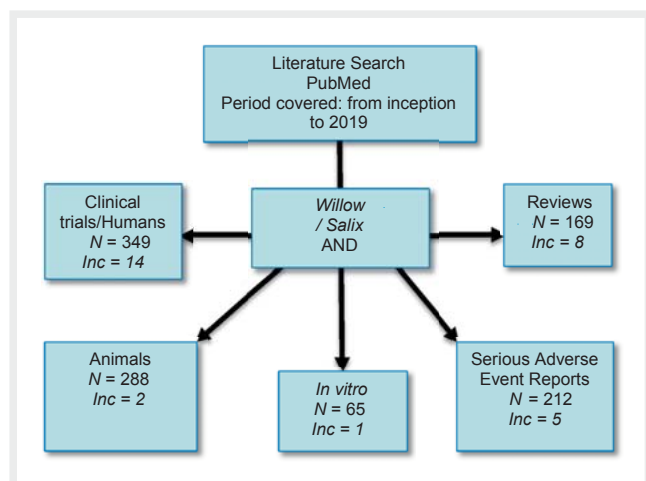 Literature Search
PubMed
Period covered: from inception
to 2019
Clinical
trials/Humans
N = 349
Inc = 14
Willow
/ Salix
AND
Reviews
N = 169
Inc = 8
Animals
N = 288
Inc = 2
In vitro
N = 65
Inc = 1
Serious Adverse
Event Reports
N = 212
Inc = 5